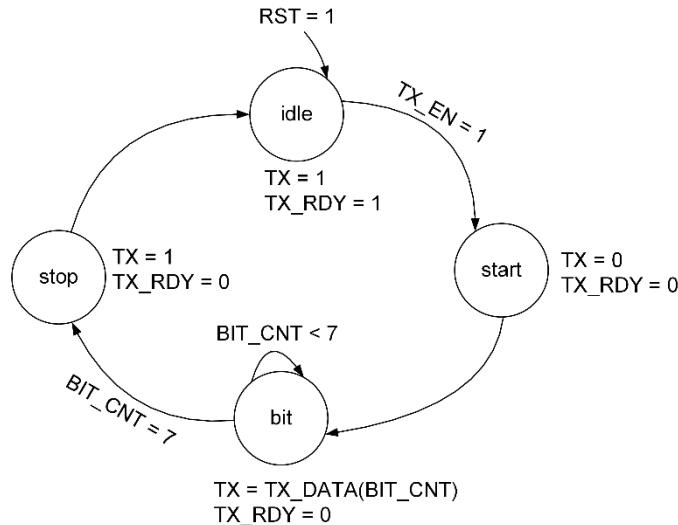 RST = 1
idle
TX_EN = 1
TX = 1
TX_RDY = 1
stop
TX = 1
TX_RDY = 0
start
TX = 0
TX_RDY = 0
BIT_CNT < 7
BIT_CNT = 7
bit
TX = TX_DATA(BIT_CNT)
TX_RDY = 0